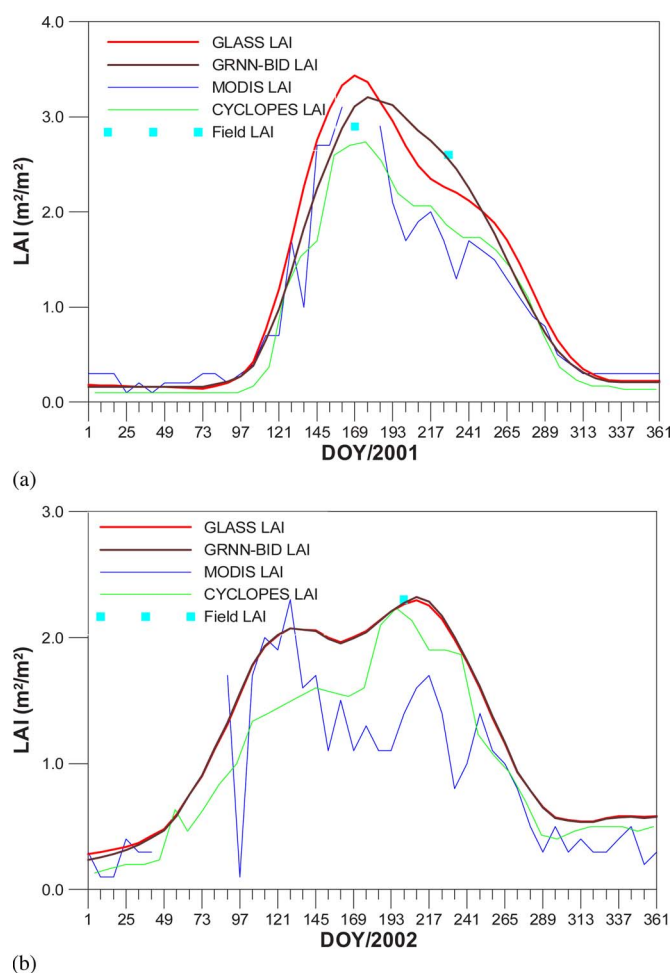 4.0
GLASS LAI
GRNN-BID LAI
MODIS LAI
CYCLOPES LAI
Field LAI
3.0
2.0
1.0
0.0
LAI (m²/m²)
1 25 49 73 97 121 145 169 193 217 241 265 289 313 337 361
DOY/2001
(a)
3.0
GLASS LAI
GRNN-BID LAI
MODIS LAI
CYCLOPES LAI
Field LAI
2.0
1.0
0.0
LAI (m²/m²)
1 25 49 73 97 121 145 169 193 217 241 265 289 313 337 361
DOY/2002
(b)